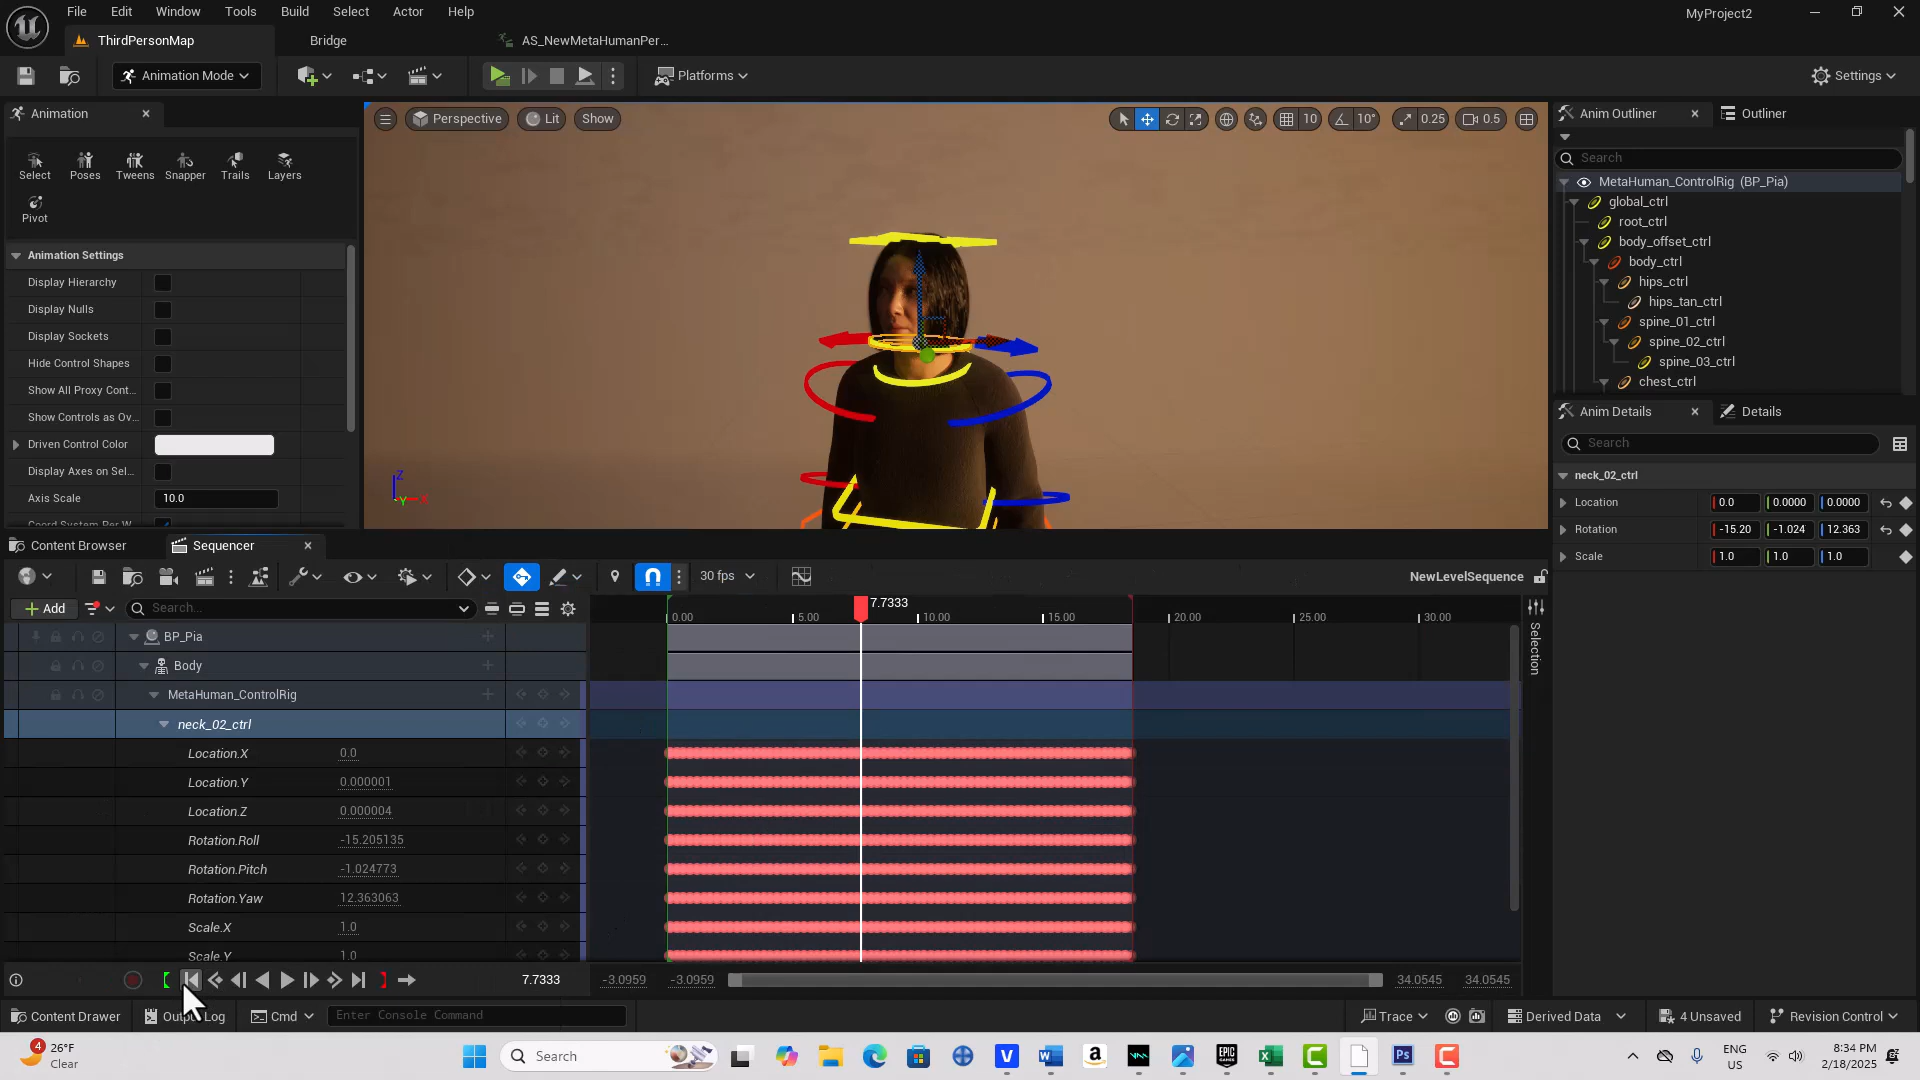 File Edit Window Tools Build Select Actor Help
MyProject2
ThirdPersonMap
Bridge
AS_NewMetaHumanPer...
Animation Mode
Platforms
Settings
Animation
Select Poses Tweens Snapper Trails Layers
Pivot
Animation Settings
Display Hierarchy
Display Nulls
Display Sockets
Hide Control Shapes
Show All Proxy Cont...
Show Controls as Ov...
Driven Control Color
Display Axes on Sel...
Axis Scale 10.0
Coord System Per W
Perspective Lit Show
10 10° 0.25 0.5
Z
Y X
Anim Outliner
Outliner
Search
MetaHuman_ControlRig (BP_Pia)
global_ctrl
root_ctrl
body_offset_ctrl
body_ctrl
hips_ctrl
hips_tan_ctrl
spine_01_ctrl
spine_02_ctrl
spine_03_ctrl
chest_ctrl
Anim Details
Details
Search
neck_02_ctrl
Location 0.0 0.0000 0.0000
Rotation -15.20 -1.024 12.363
Scale 1.0 1.0 1.0
Content Browser
Sequencer
30 fps
NewLevelSequence
Add
Search...
7.7333
0.00 5.00 10.00 15.00 20.00 25.00 30.00
Selection
BP_Pia
Body
MetaHuman_ControlRig
neck_02_ctrl
Location.X 0.0
Location.Y 0.000001
Location.Z 0.000004
Rotation.Roll -15.205135
Rotation.Pitch -1.024773
Rotation.Yaw 12.363063
Scale.X 1.0
Scale.Y 1.0
7.7333
-3.0959 -3.0959
34.0545 34.0545
Content Drawer
Output Log
Cmd
Enter Console Command
Trace
Derived Data
4 Unsaved
Revision Control
4
26°F
Clear
Search
ENG
US
8:34 PM
2/18/2025